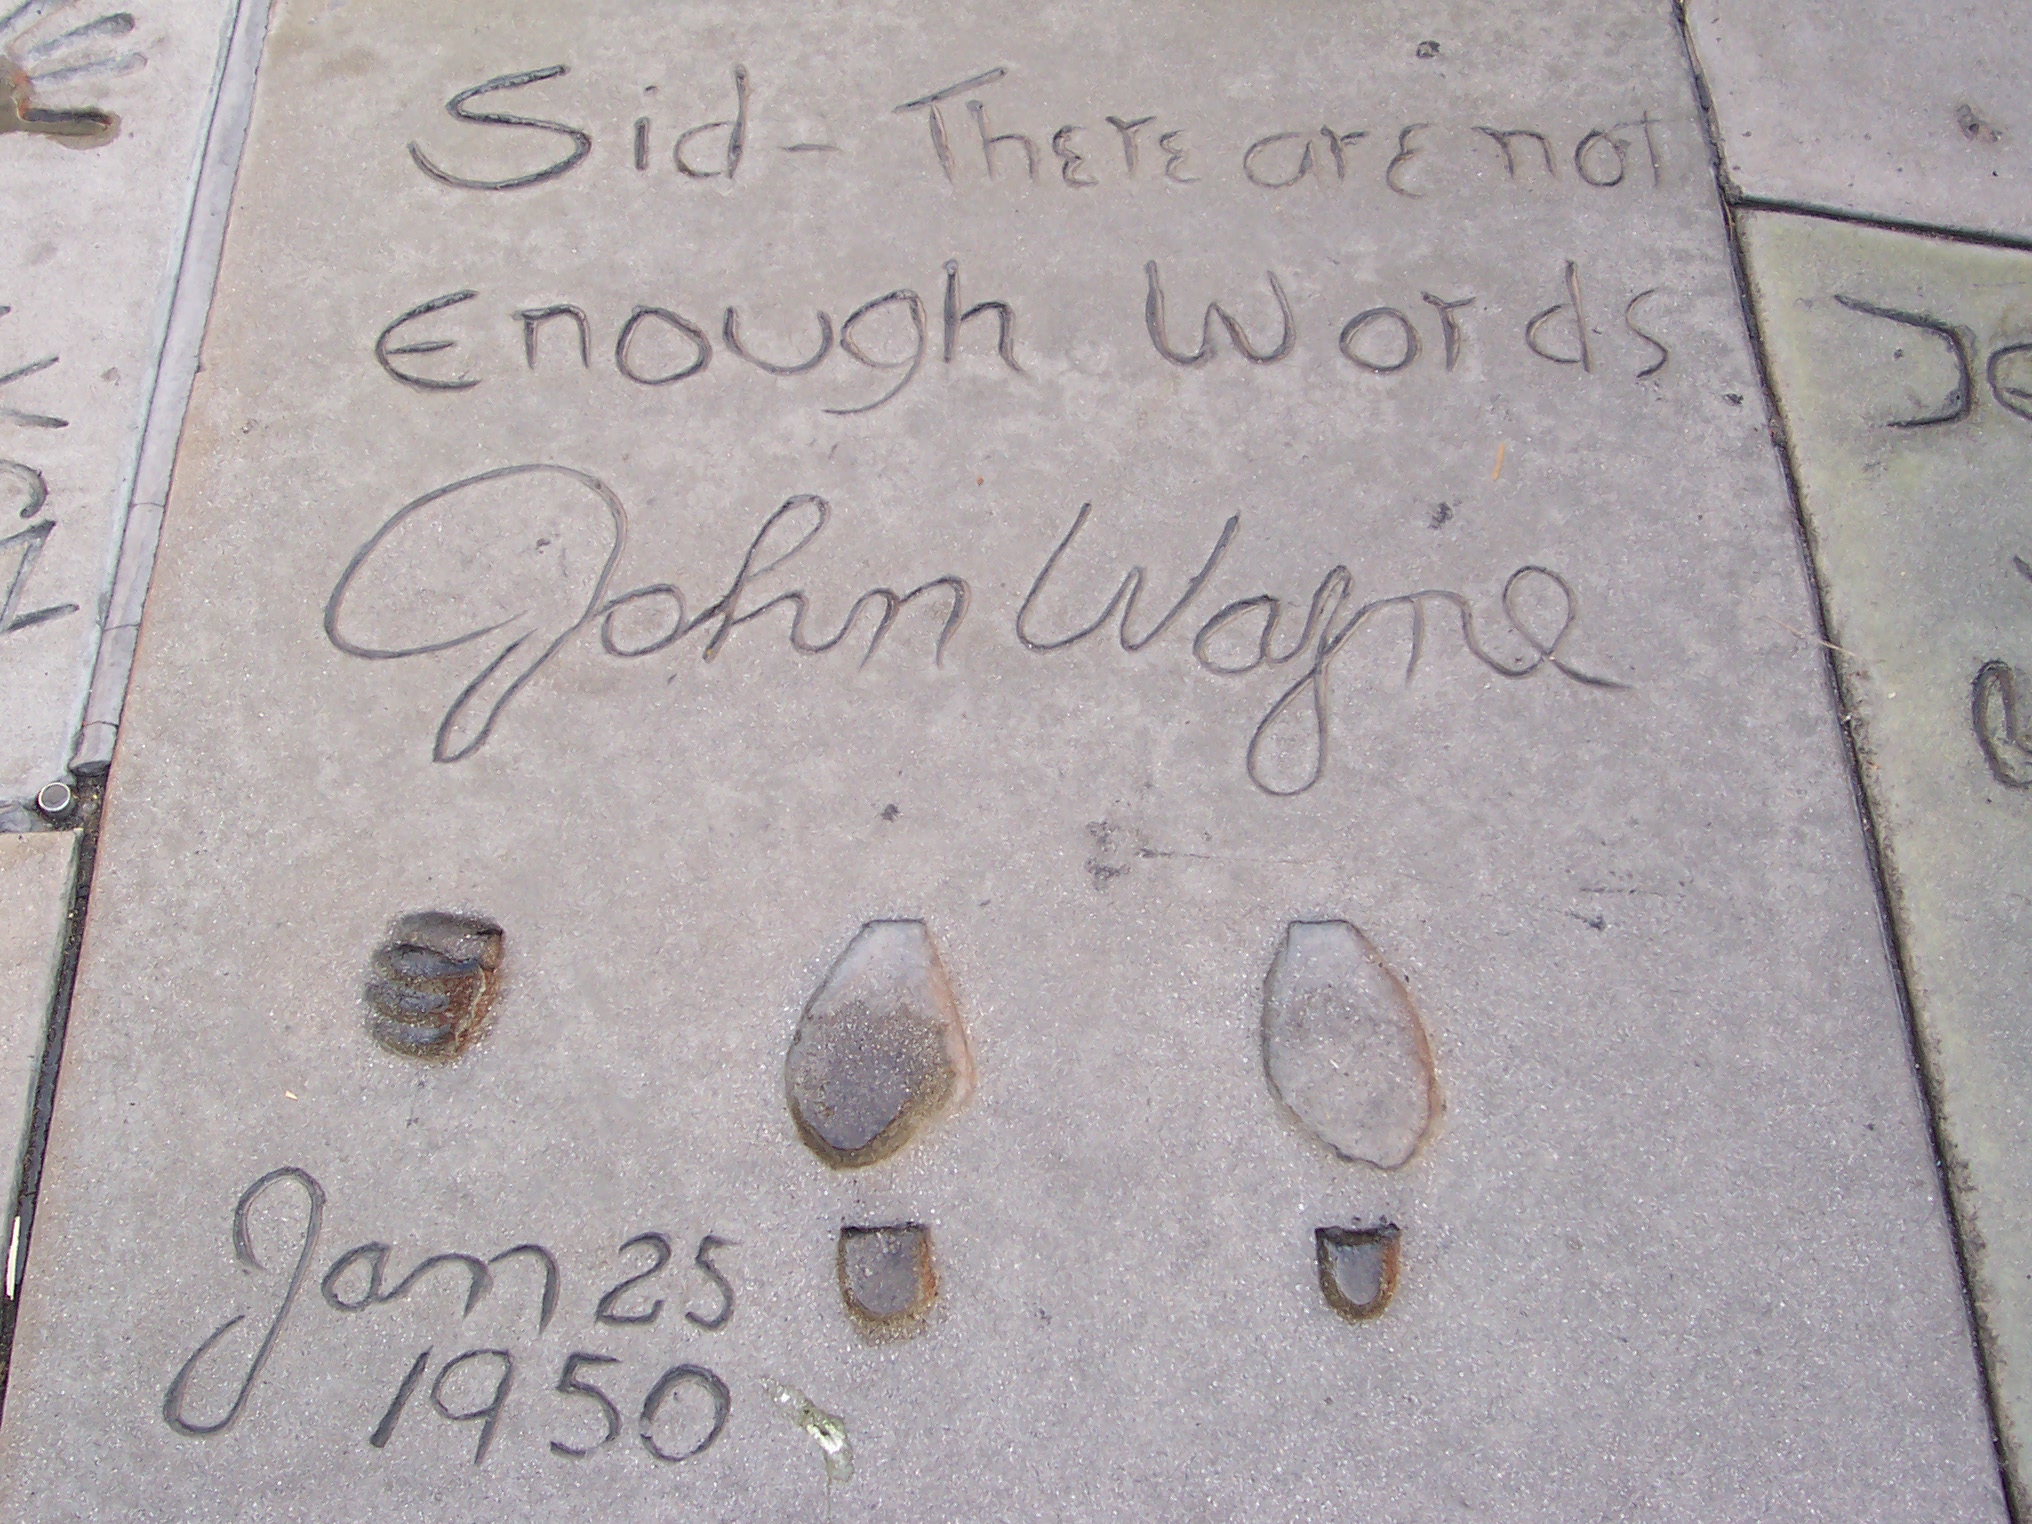 Sid - There are not
Enough Words
John Wayne
Jan 25
1950